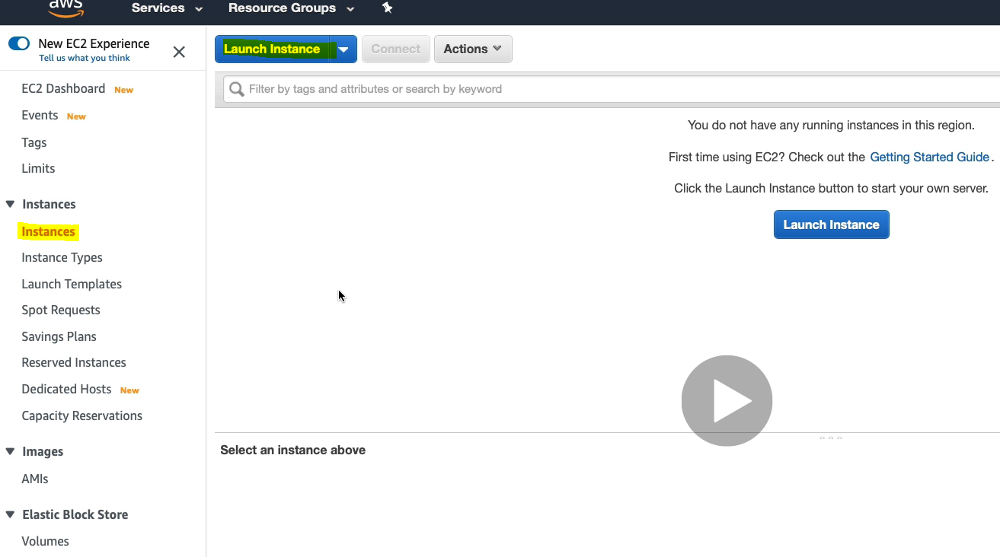 aws Services Resource Groups
New EC2 Experience
Tell us what you think
EC2 Dashboard New
Events New
Tags
Limits
Instances
Instances
Instance Types
Launch Templates
Spot Requests
Savings Plans
Reserved Instances
Dedicated Hosts New
Capacity Reservations
Images
AMIs
Elastic Block Store
Volumes
Launch Instance Connect Actions
Filter by tags and attributes or search by keyword
You do not have any running instances in this region.
First time using EC2? Check out the Getting Started Guide.
Click the Launch Instance button to start your own server.
Launch Instance
Select an instance above